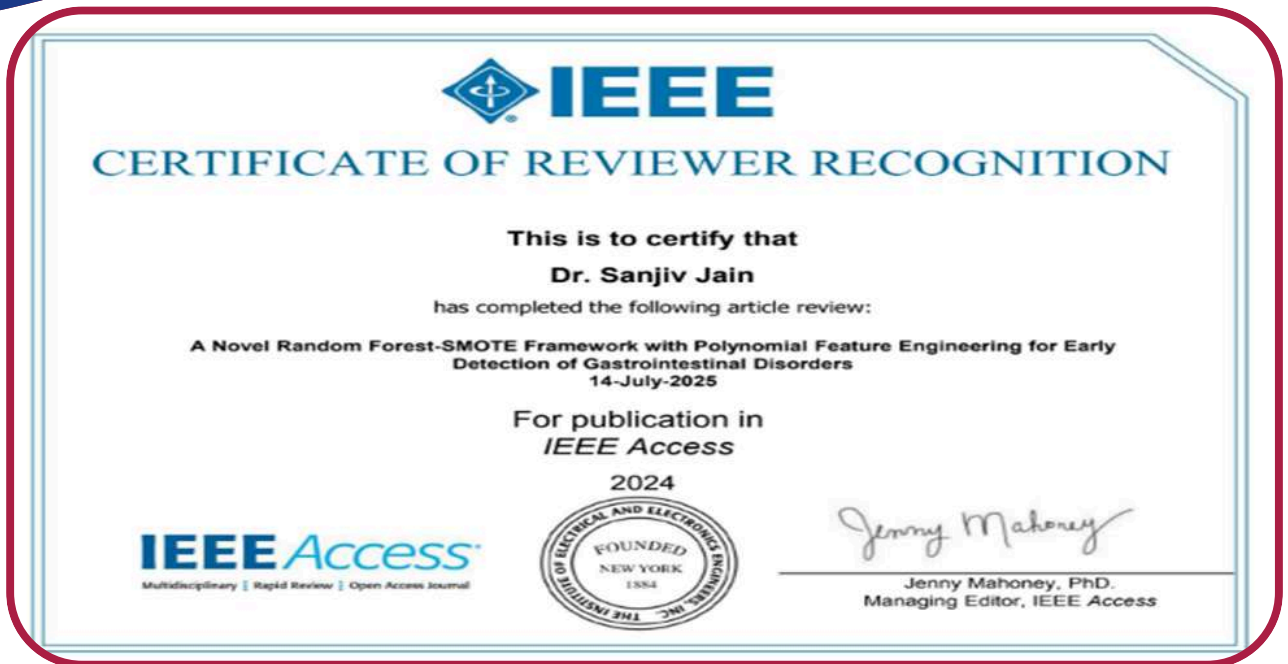 IEEE
CERTIFICATE OF REVIEWER RECOGNITION
This is to certify that
Dr. Sanjiv Jain
has completed the following article review:
A Novel Random Forest-SMOTE Framework with Polynomial Feature Engineering for Early
Detection of Gastrointestinal Disorders
14-July-2025
For publication in
IEEE Access
2024
IEEE Access
Multidisciplinary | Rapid Review | Open Access Journal
THE INSTITUTE OF ELECTRICAL AND ELECTRONICS ENGINEERS, INC.
FOUNDED
NEW YORK
1884
Jenny Mahoney
Jenny Mahoney, PhD.
Managing Editor, IEEE Access